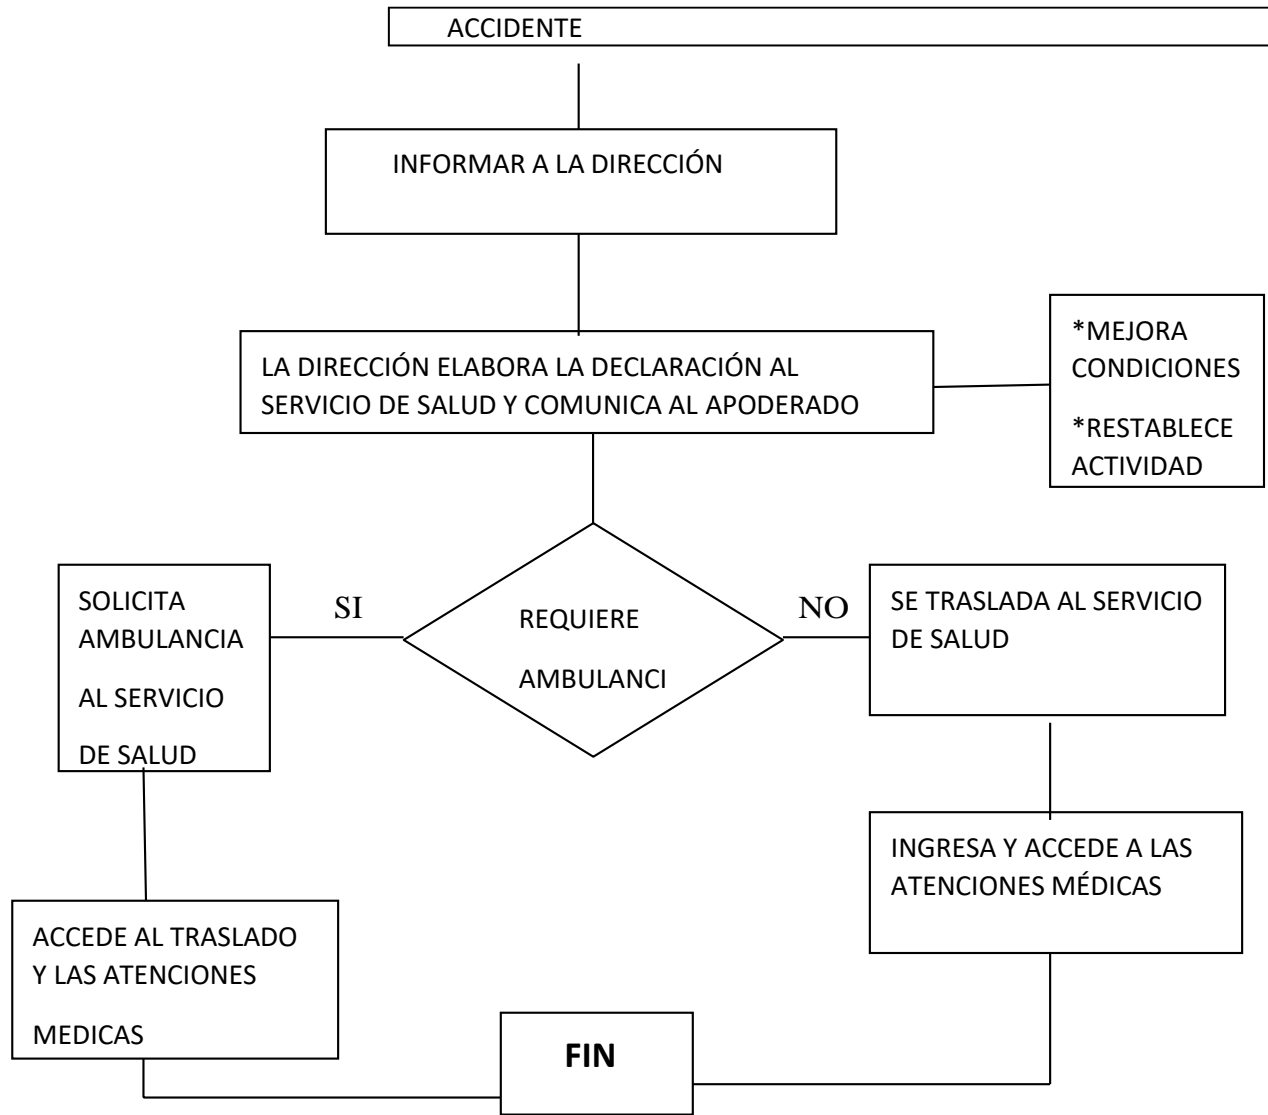 ACCIDENTE
INFORMAR A LA DIRECCIÓN
LA DIRECCIÓN ELABORA LA DECLARACIÓN AL
SERVICIO DE SALUD Y COMUNICA AL APODERADO
*MEJORA
CONDICIONES
*RESTABLECE
ACTIVIDAD
SOLICITA
AMBULANCIA
AL SERVICIO
DE SALUD
SI
REQUIERE
AMBULANCI
NO
SE TRASLADA AL SERVICIO
DE SALUD
INGRESA Y ACCEDE A LAS
ATENCIONES MÉDICAS
ACCEDE AL TRASLADO
Y LAS ATENCIONES
MEDICAS
FIN